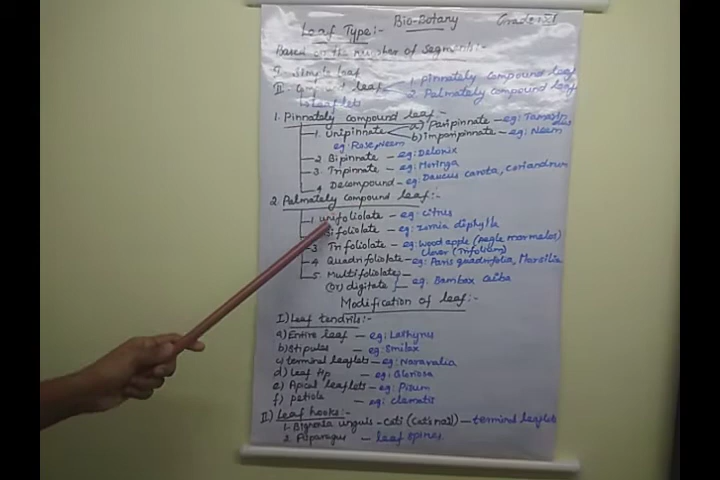 Bio-Botany Grade: XI
Leaf Type:-
Based on the number of segments:-
I. Simple leaf
II. leaf 1. Pinnately compound leaf
Leaflets 2. Palmately compound leaf
1. Pinnately compound leaf:-
1. Unipinnate a) Paripinnate - eg: Tamarindus
eg: Rose, Neem b) imparipinnate - eg: Neem
2. Bipinnate - eg: Delonix
3. Tripinnate - eg: Moringa
4 Decompound - eg: Daucus carota, coriandrum
2. Palmately compound leaf:-
1. unifoliolate - eg: citrus
Bifoliolate - eg: Zornia diphylla
3. Trifoliolate - eg: wood apple (Aegle marmelos)
clover (Trifolium)
4 Quadrifoliolate - eg: Paris quadrifolia, Marsilia
5. Multifoliolate
(or) digitate - eg: Bombax ceiba
Modification of leaf:-
I) Leaf tendrils:-
a) Entire leaf - eg: Lathyrus
b) Stipules - eg: Smilax
c) terminal leaflets - eg: Naravalia
d) Leaf tip - eg: Gloriosa
e) Apical leaflets - eg: Pisum
f) petiole - eg: clematis
II) Leaf hooks:-
1. Bignonia unguis - cati (cat's nail) - terminal leaflets
2. Asparagus - leaf spines